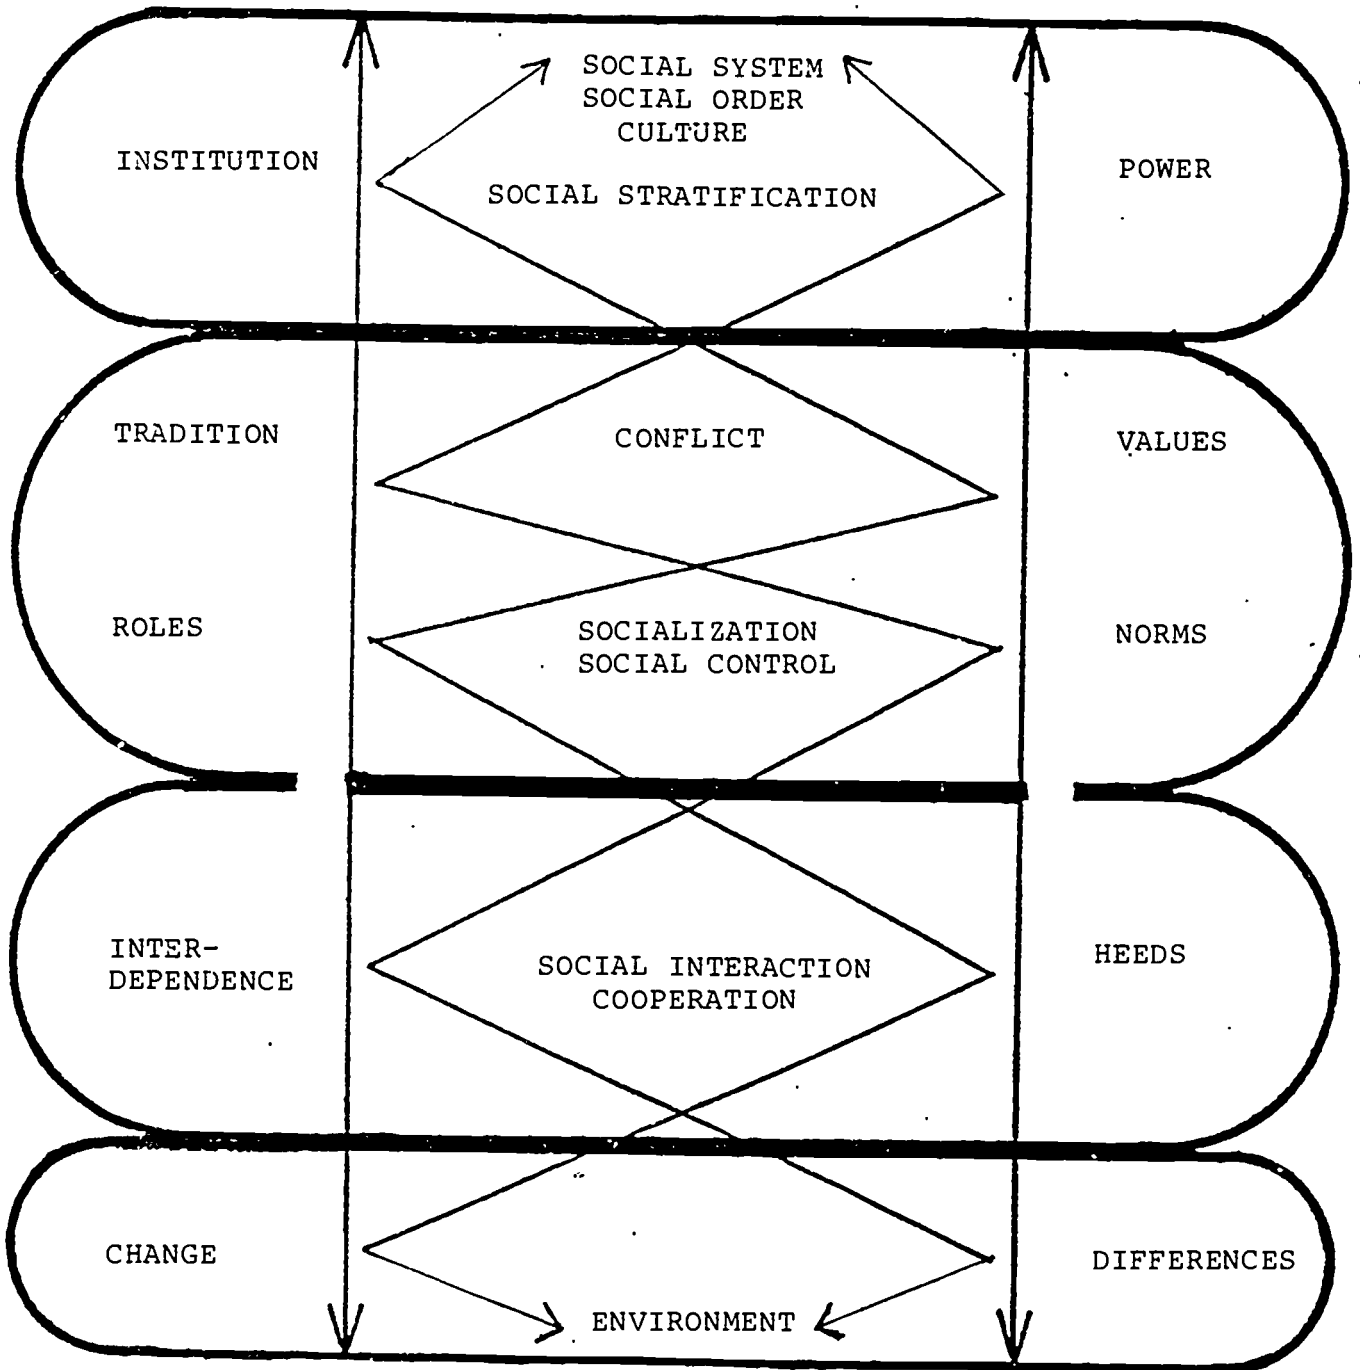 SOCIAL SYSTEM
SOCIAL ORDER
CULTURE
INSTITUTION
POWER
SOCIAL STRATIFICATION
TRADITION
CONFLICT
VALUES
ROLES
SOCIALIZATION
SOCIAL CONTROL
NORMS
INTER-
DEPENDENCE
SOCIAL INTERACTION
COOPERATION
HEEDS
CHANGE
DIFFERENCES
ENVIRONMENT